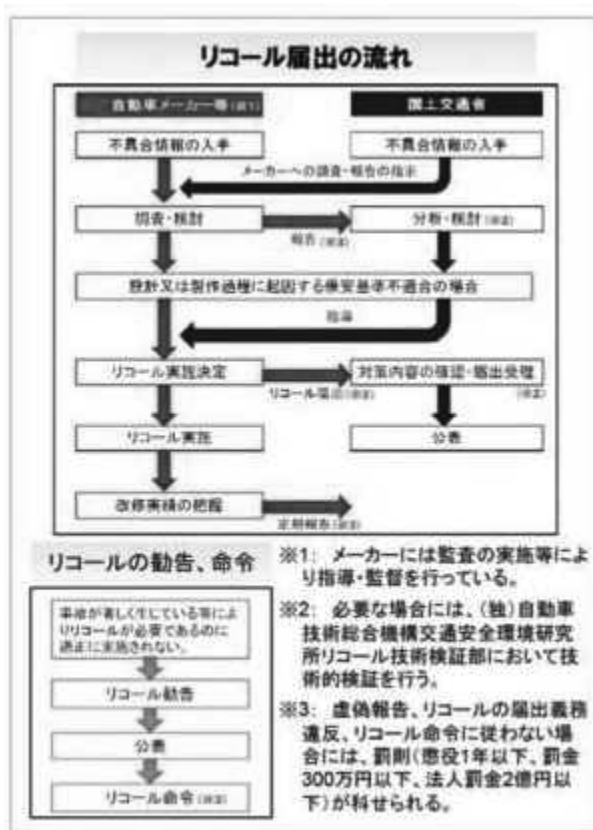 リコール届出の流れ
自動車メーカー等(※1)
国土交通省
不具合情報の入手
不具合情報の入手
メーカーへの調査・報告の指示
調査・検討
分析・検討
報告
設計又は製作過程に起因する保安基準不適合の場合
指導
リコール実施決定
対策内容の確認・届出受理
リコール届出
リコール実施
公表
改修実績の把握
定期報告
リコールの勧告、命令
事故が著しく生じている等によ
りリコールが必要であるのに
適正に実施されない。
リコール勧告
公表
リコール命令
※1: メーカーには監査の実施等によ
り指導・監督を行っている。
※2: 必要な場合には、(独)自動車
技術総合機構交通安全環境研究
所リコール技術検証部において技
術的検証を行う。
※3: 虚偽報告、リコールの届出義務
違反、リコール命令に従わない場
合には、罰則(懲役1年以下、罰金
300万円以下、法人罰金2億円以
下)が科せられる。